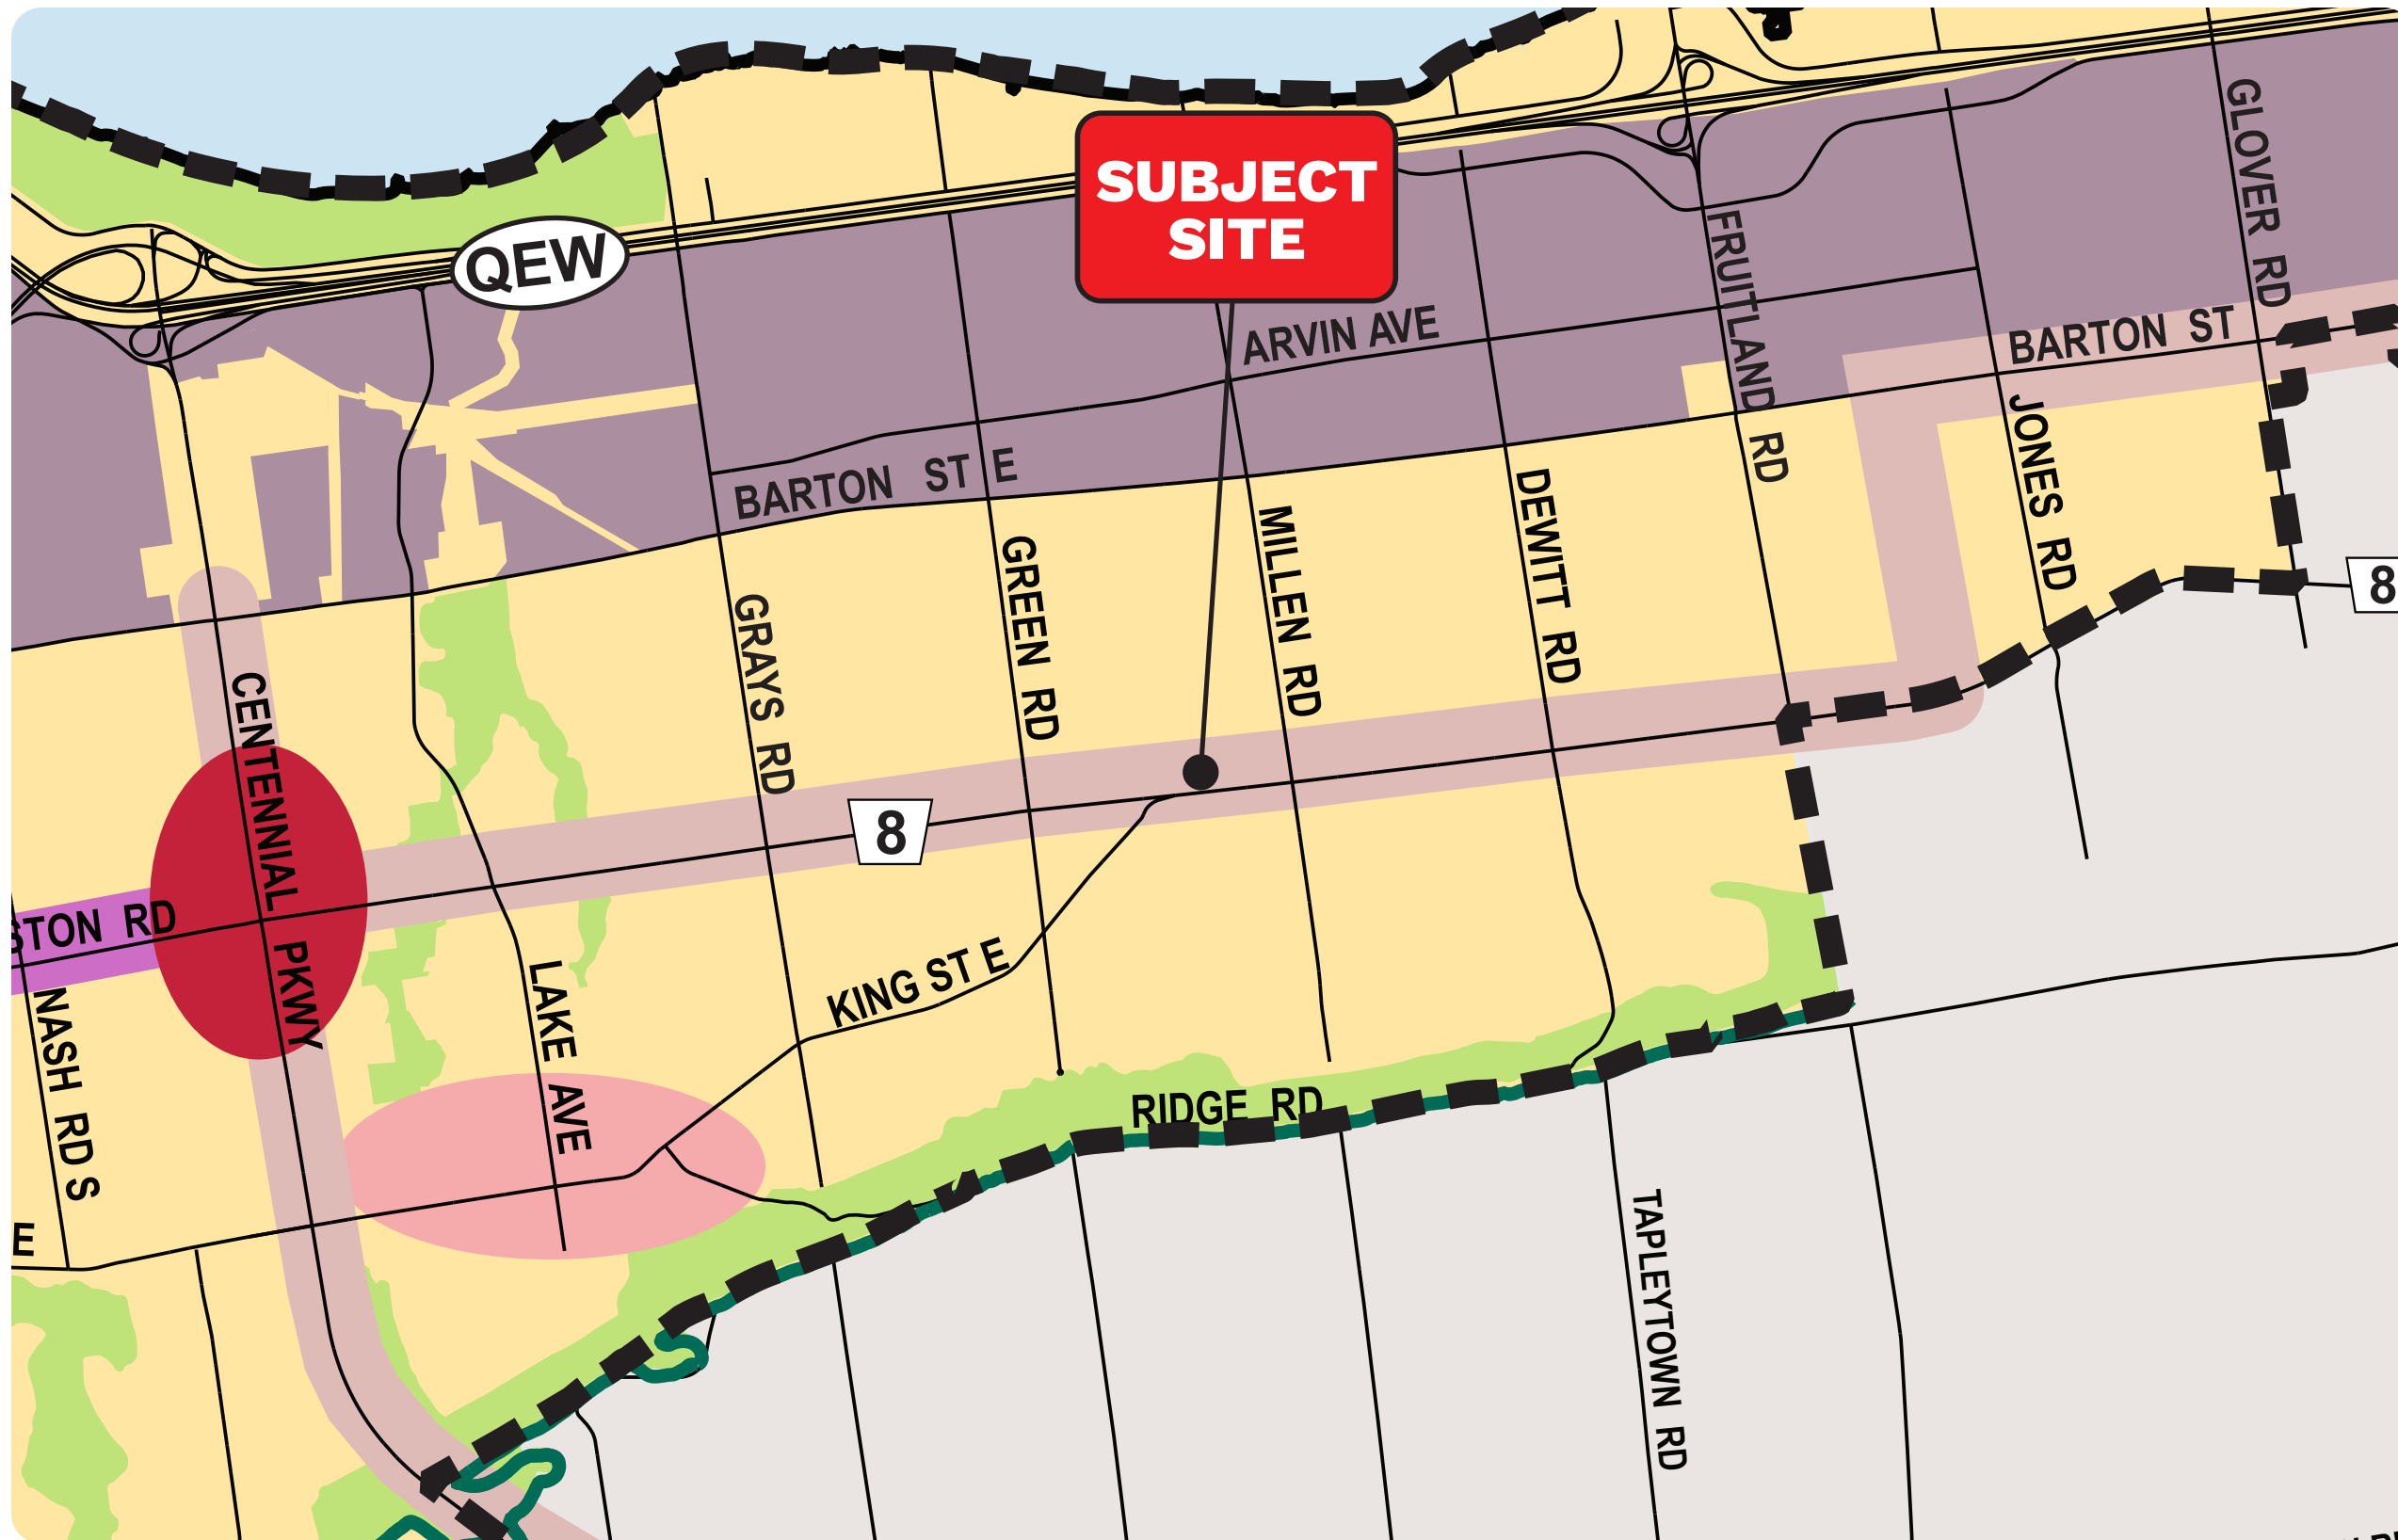 SUBJECT
SITE
QEW
GLOVER RD
FRUITLAND RD
ARVIN AVE
BARTON ST
JONES RD
BARTON ST E
DEWITT RD
MILLEN RD
GREEN RD
8
GRAYS RD
CENTENNIAL PKWY
8
STON RD
KING ST E
LAKE AVE
NASH RD S
RIDGE RD
E
TAPLEYTOWN RD